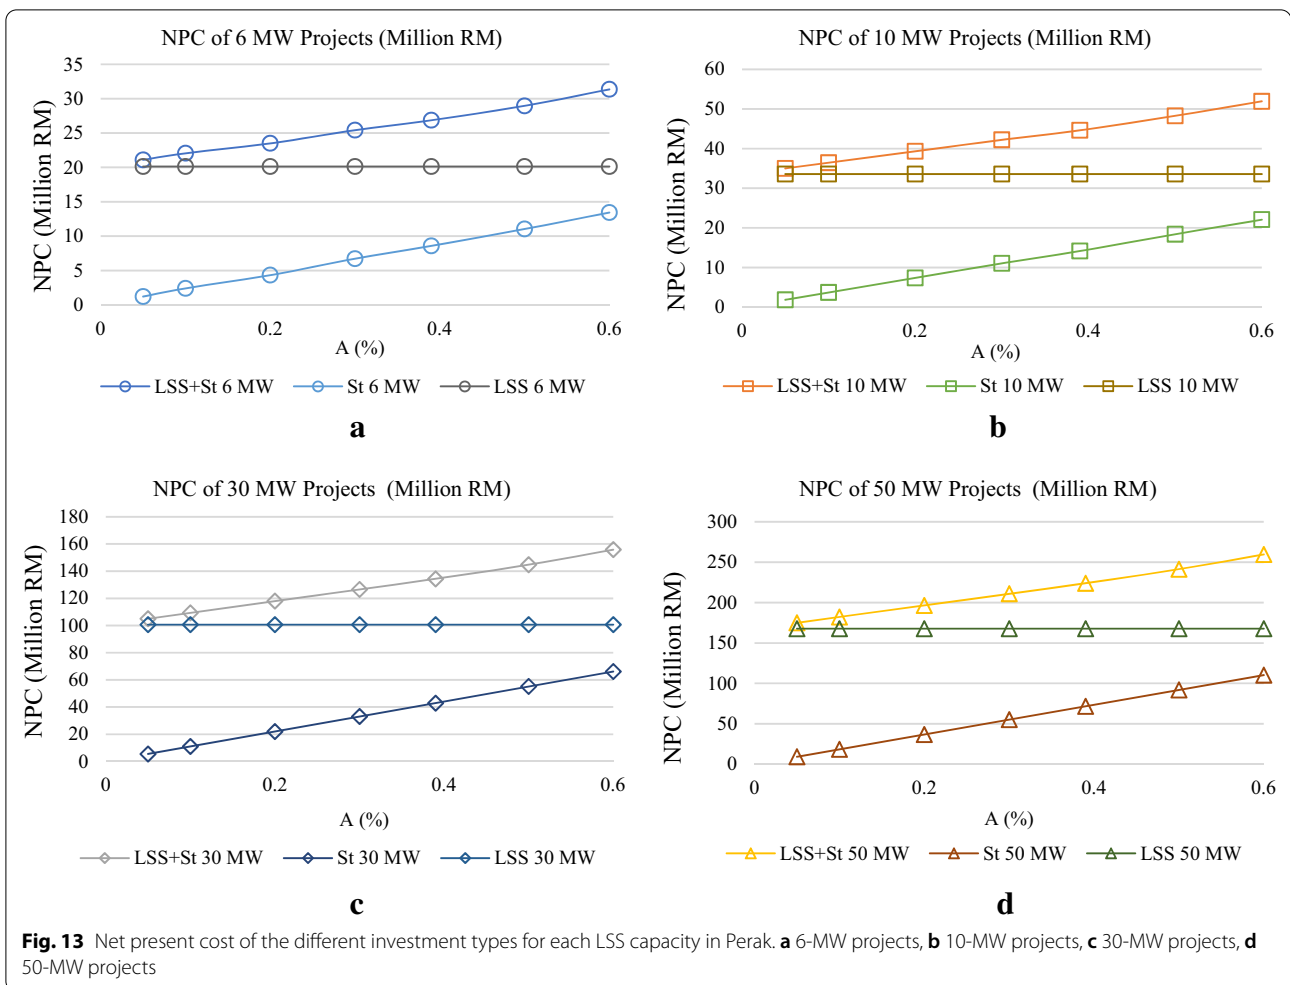 NPC of 6 MW Projects (Million RM)
NPC (Million RM)
35
30
25
20
15
10
5
0
0
0.2
0.4
0.6
A (%)
LSS+St 6 MW
St 6 MW
LSS 6 MW
a
NPC of 10 MW Projects (Million RM)
NPC (Million RM)
60
50
40
30
20
10
0
0
0.2
0.4
0.6
A (%)
LSS+St 10 MW
St 10 MW
LSS 10 MW
b
NPC of 30 MW Projects (Million RM)
NPC (Million RM)
180
160
140
120
100
80
60
40
20
0
0
0.2
0.4
0.6
A (%)
LSS+St 30 MW
St 30 MW
LSS 30 MW
c
NPC of 50 MW Projects (Million RM)
NPC (Million RM)
300
250
200
150
100
50
0
0
0.2
0.4
0.6
A (%)
LSS+St 50 MW
St 50 MW
LSS 50 MW
d
Fig. 13 Net present cost of the different investment types for each LSS capacity in Perak. a 6-MW projects, b 10-MW projects, c 30-MW projects, d
50-MW projects